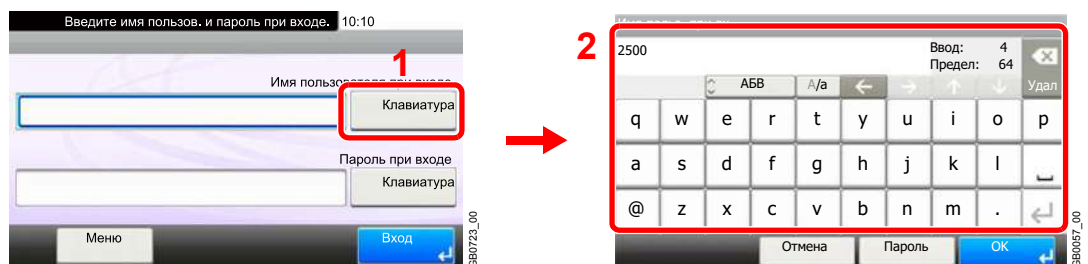 Введите имя пользов. и пароль при входе. 10:10
1
Имя пользователя при входе
Клавиатура
Пароль при входе
Клавиатура
Меню
Вход
GB0723_00
2
2500
Ввод: 4
Предел: 64
АБВ
A/a
Удал
q w e r t y u i o p
a s d f g h j k l
@ z x c v b n m .
Отмена
Пароль
OK
GB0057_00